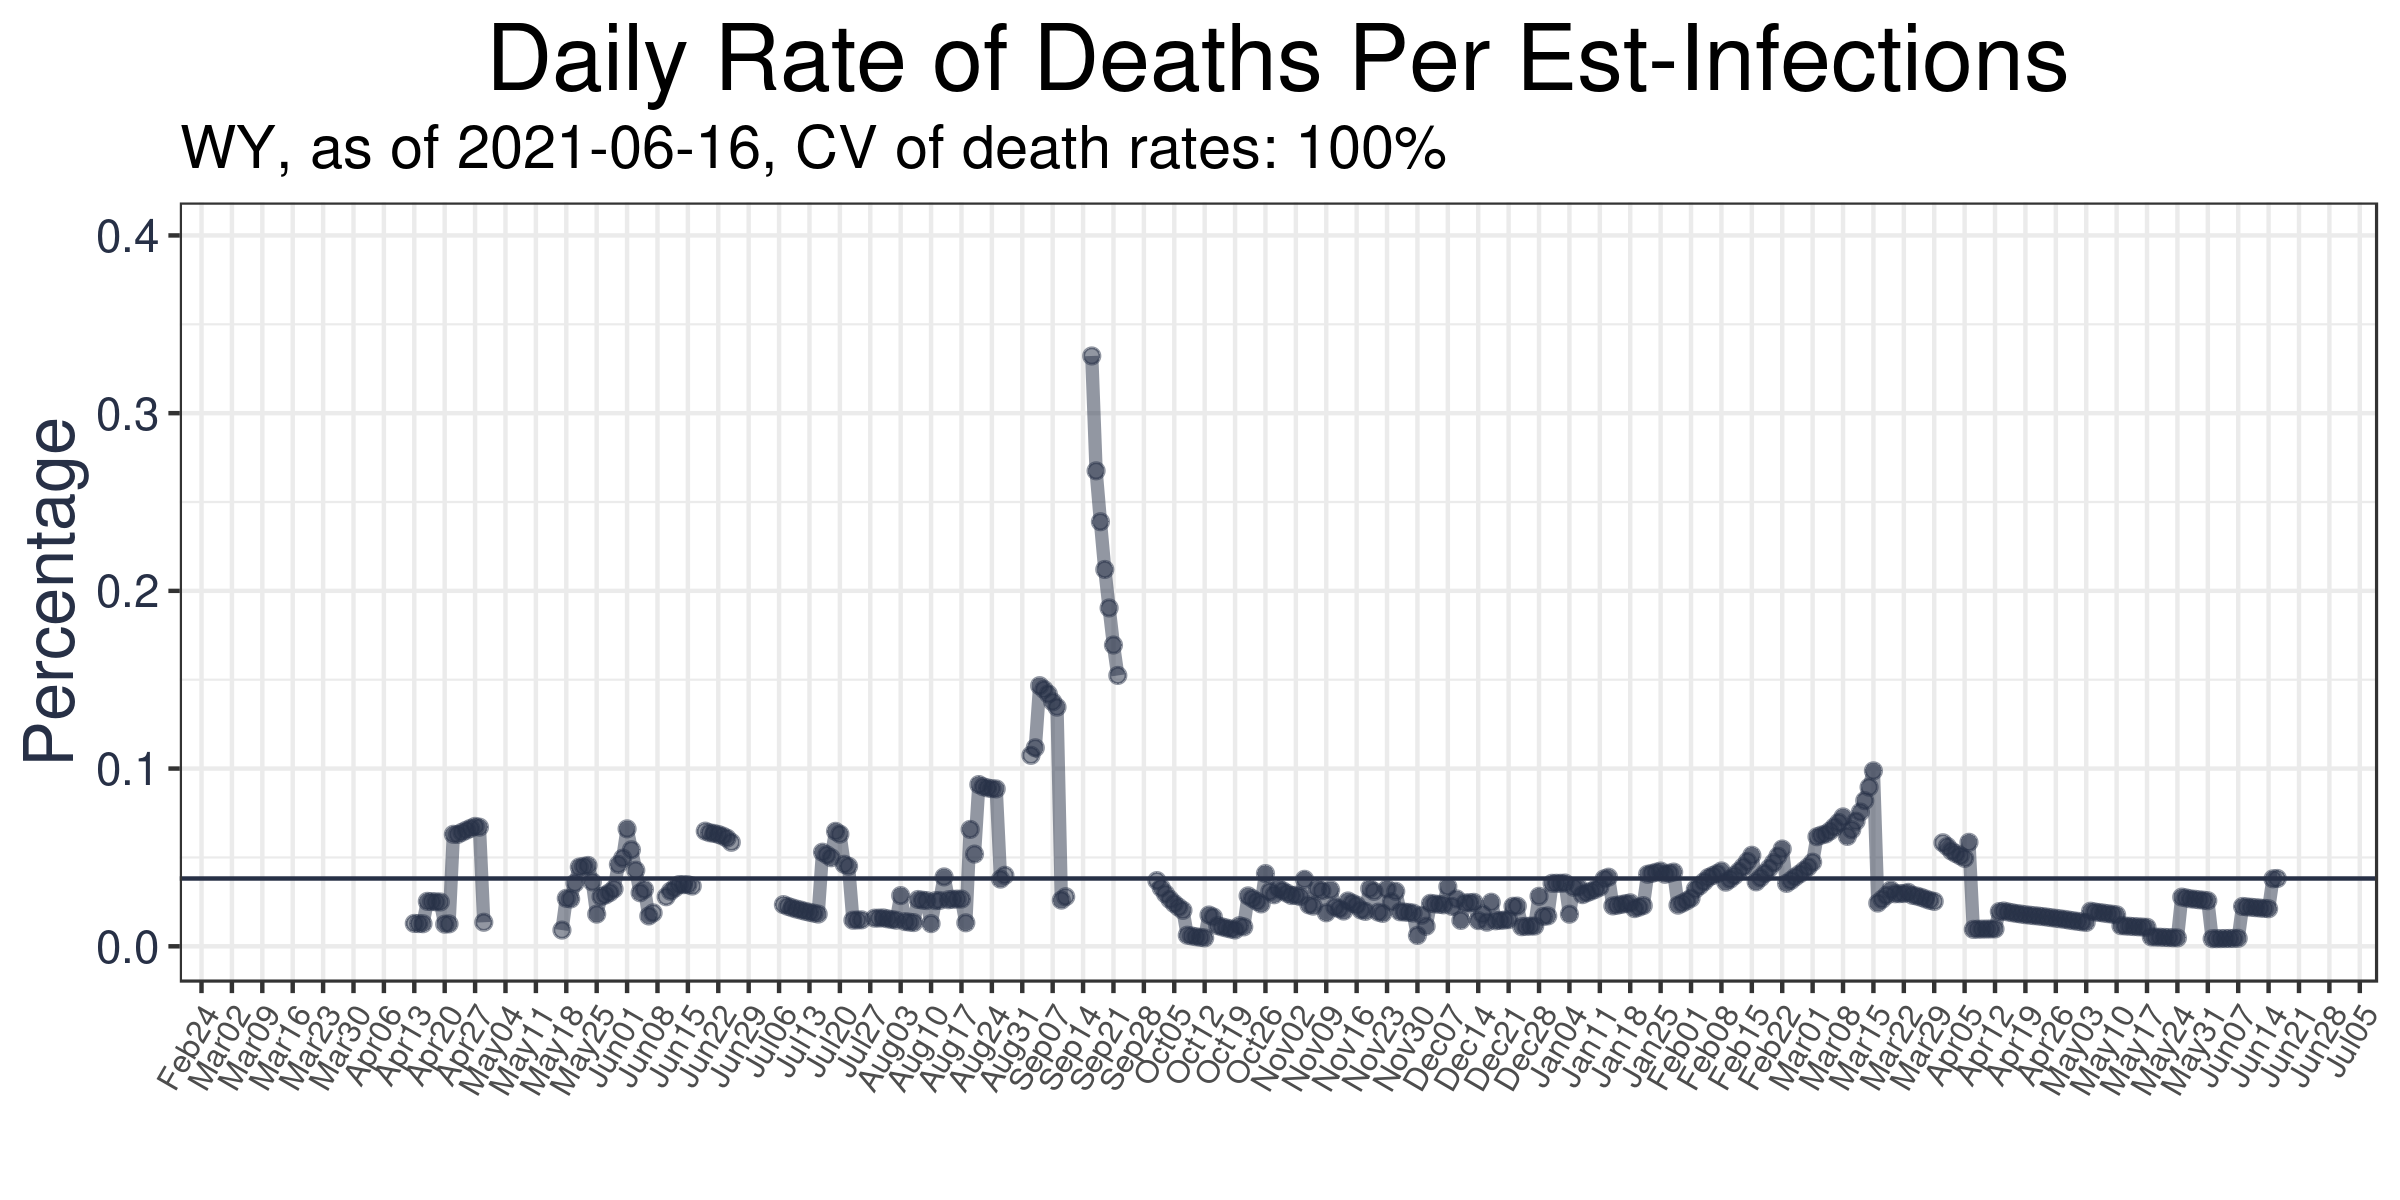 Daily Rate of Deaths Per Est-Infections
WY, as of 2021-06-16, CV of death rates: 100%
Percentage
0.4
0.3
0.2
0.1
0.0
Feb24
Mar02
Mar09
Mar16
Mar23
Mar30
Apr06
Apr13
Apr20
Apr27
May04
May11
May18
May25
Jun01
Jun08
Jun15
Jun22
Jun29
Jul06
Jul13
Jul20
Jul27
Aug03
Aug10
Aug17
Aug24
Aug31
Sep07
Sep14
Sep21
Sep28
Oct05
Oct12
Oct19
Oct26
Nov02
Nov09
Nov16
Nov23
Nov30
Dec07
Dec14
Dec21
Dec28
Jan04
Jan11
Jan18
Jan25
Feb01
Feb08
Feb15
Feb22
Mar01
Mar08
Mar15
Mar22
Mar29
Apr05
Apr12
Apr19
Apr26
May03
May10
May17
May24
May31
Jun07
Jun14
Jun21
Jun28
Jul05